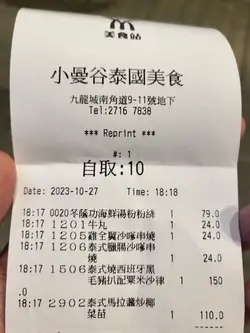 美食站
小曼谷泰國美食
九龍城南角道9-11號地下
Tel:2716 7838
*** Reprint ***
#: 1
自取:10
Date: 2023-10-27 Time: 18:18
18:17 0020冬蔭功海鮮湯粉粉絲 1 79.0
18:17 1201牛丸 1 24.0
18:17 1205雞全翼沙嗲串燒 1 24.0
18:17 1206泰式臘腸沙嗲串
燒 1 24.0
18:17 1506泰式燒西班牙黑
毛豬扒配粟米沙律 1 150
.0
18:17 2902泰式馬拉盞炒椰
菜苗 1 110.0